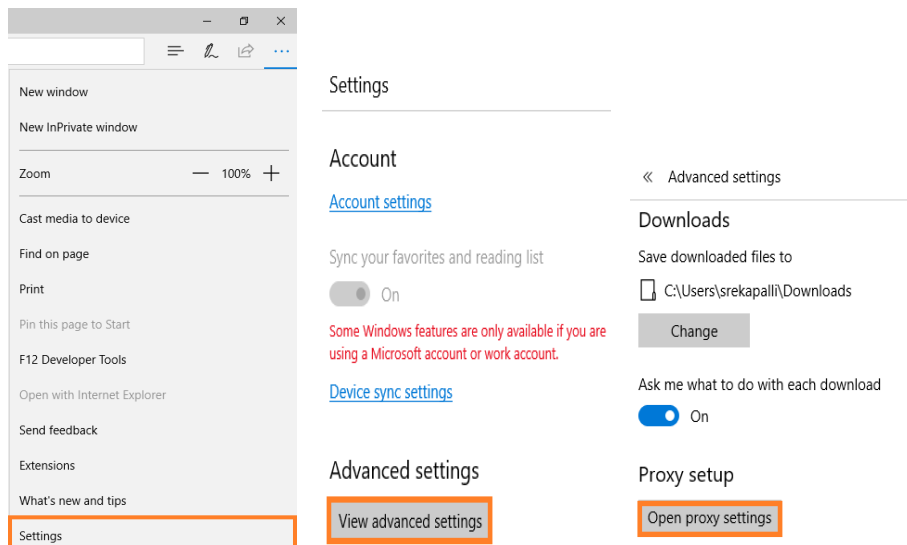 New window
New InPrivate window
Zoom — 100% +
Cast media to device
Find on page
Print
Pin this page to Start
F12 Developer Tools
Open with Internet Explorer
Send feedback
Extensions
What's new and tips
Settings
Settings
Account
Account settings
Sync your favorites and reading list
On
Some Windows features are only available if you are
using a Microsoft account or work account.
Device sync settings
Advanced settings
View advanced settings
« Advanced settings
Downloads
Save downloaded files to
C:\Users\srekapalli\Downloads
Change
Ask me what to do with each download
On
Proxy setup
Open proxy settings